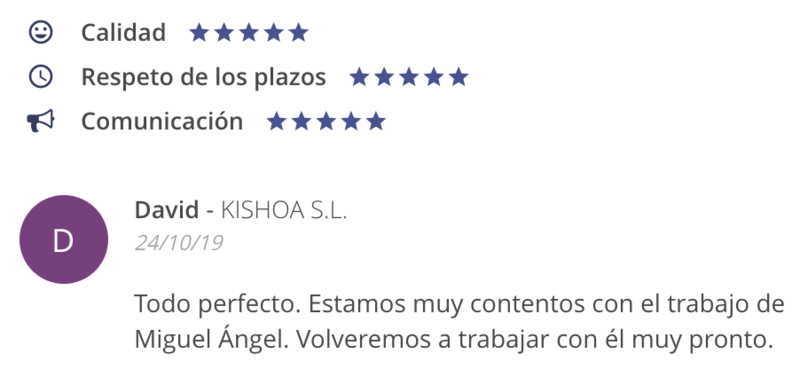 Calidad
Respeto de los plazos
Comunicación
D
David - KISHOA S.L.
24/10/19
Todo perfecto. Estamos muy contentos con el trabajo de
Miguel Ángel. Volveremos a trabajar con él muy pronto.